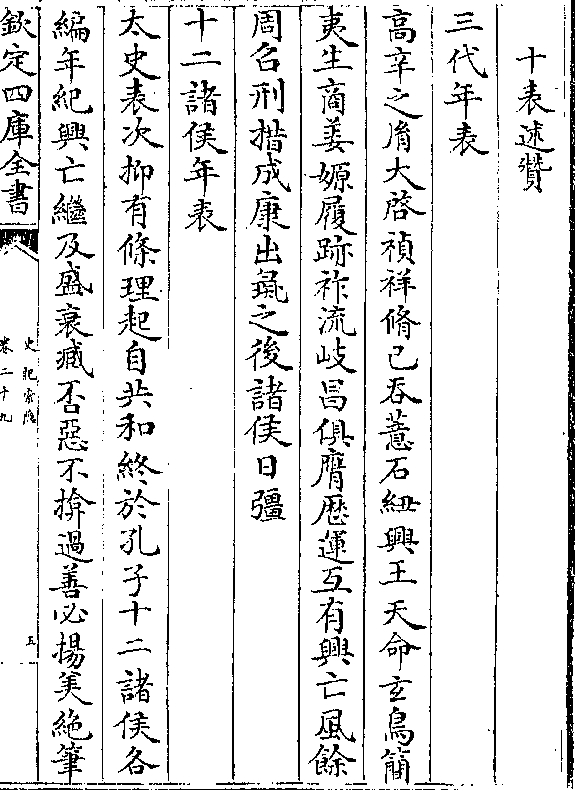 十表述贊
三代年表
高辛之胤大啓禎祥脩己吞薏石紐興王天命玄鳥簡
夷生商姜嫄履跡祚流岐昌俱膺厯運互有興亡風餘
周召刑措成康出彘之後諸侯日彊
十二諸侯年表
太史表次抑有條理起自共和終於孔子十二諸侯各
編年紀興亡繼及盛衰臧否惡不揜過善必揚美絶筆
欽定四庫全書
史記索隱
卷二十九
五